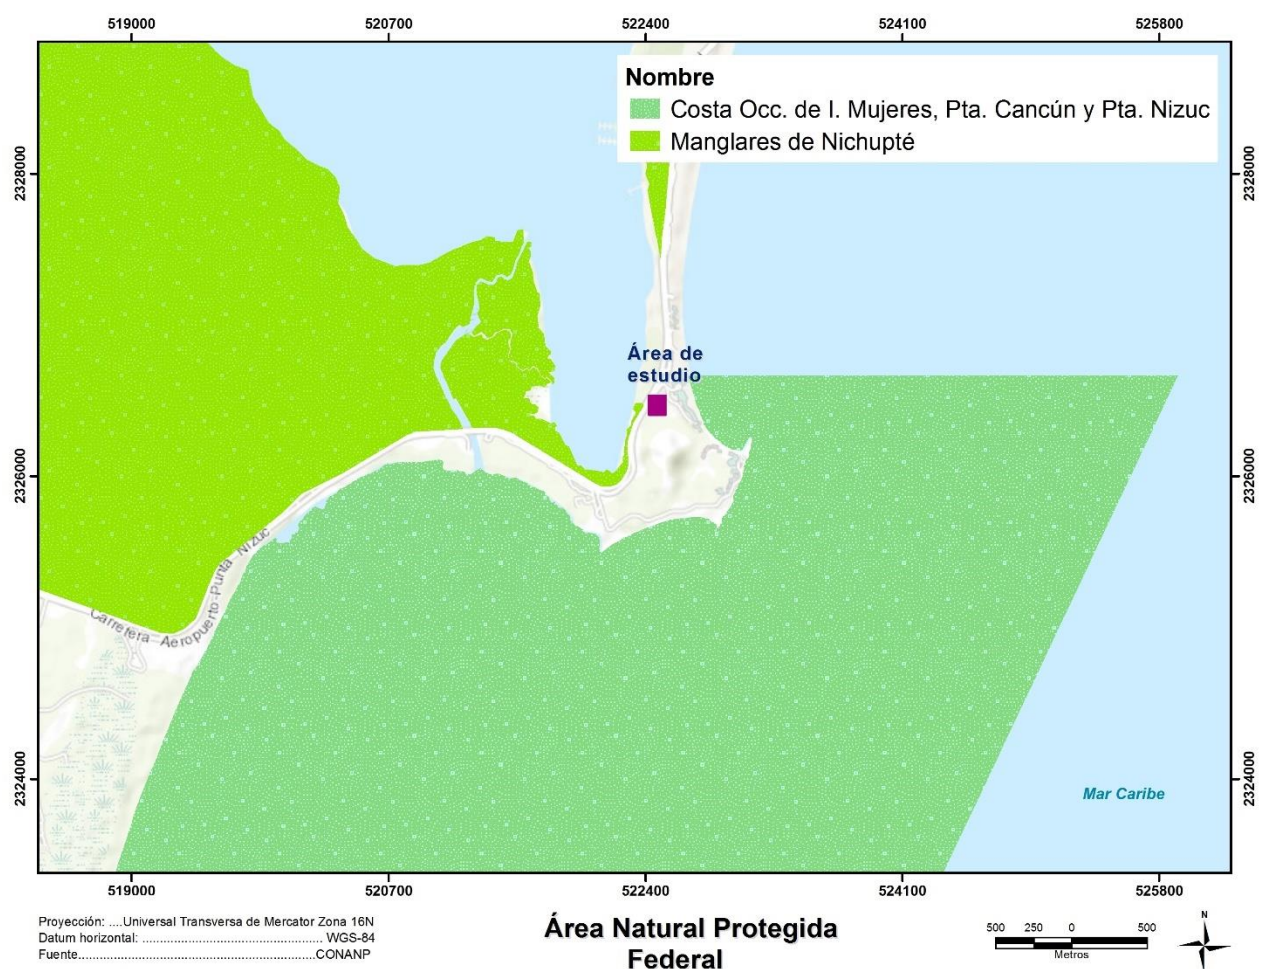 519000
520700
522400
524100
525800
Nombre
Costa Occ. de I. Mujeres, Pta. Cancún y Pta. Nizuc
Manglares de Nichupté
2328000
2328000
Área de
estudio
2326000
2326000
Carretera Aeropuerto-Punta Nizuc
2324000
2324000
Mar Caribe
519000
520700
522400
524100
525800
Proyección: ....Universal Transversa de Mercator Zona 16N
Datum horizontal: ................................................ WGS-84
Fuente...............................................................CONANP
Área Natural Protegida
Federal
500 250 0 500
Metros
N